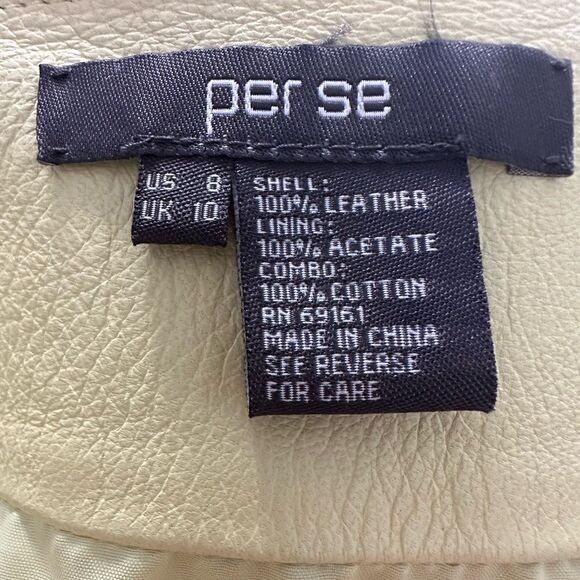 per se
US 8
UK 10
SHELL:
100% LEATHER
LINING:
100% ACETATE
COMBO:
100% COTTON
RN 69161
MADE IN CHINA
SEE REVERSE
FOR CARE